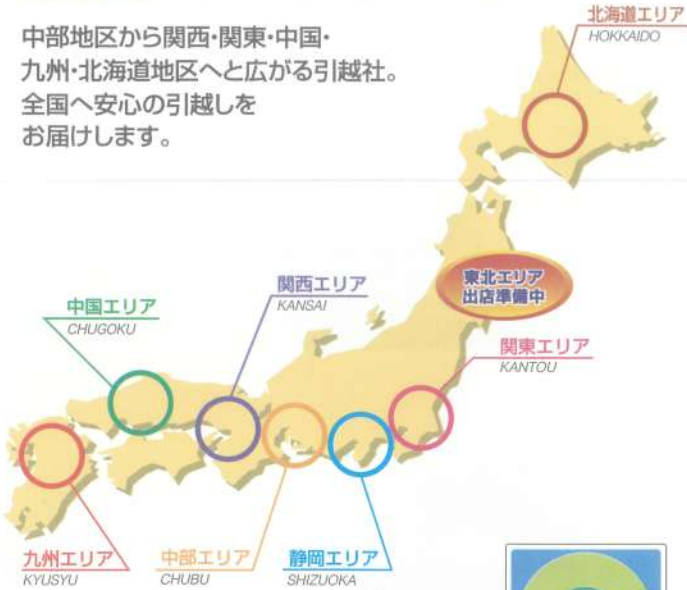 中部地区から関西・関東・中国・
九州・北海道地区へと広がる引越社。
全国へ安心の引越しを
お届けします。
北海道エリア
HOKKAIDO
東北エリア
出店準備中
関西エリア
KANSAI
中国エリア
CHUGOKU
関東エリア
KANTOU
九州エリア
KYUSYU
中部エリア
CHUBU
静岡エリア
SHIZUOKA